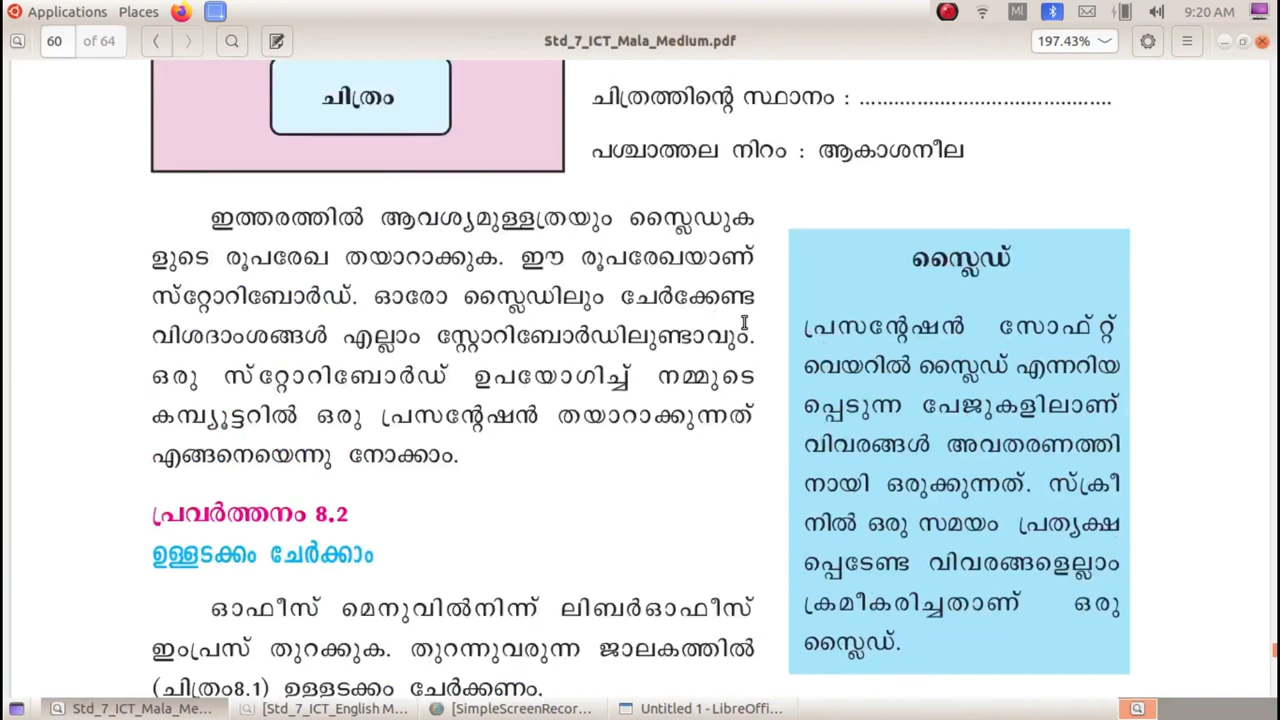 Applications Places Ml 9:20 AM
60 of 64 Std_7_ICT_Mala_Medium.pdf 197.43%
ചിത്രം
ചിത്രത്തിന്റെ സ്ഥാനം : ...........................................
പശ്ചാത്തല നിറം : ആകാശനീല
ഇത്തരത്തിൽ ആവശ്യമുള്ളത്രയും സ്ലൈഡുക
ളുടെ രൂപരേഖ തയാറാക്കുക. ഈ രൂപരേഖയാണ്
സ്റ്റോറിബോർഡ്. ഓരോ സ്ലൈഡിലും ചേർക്കേണ്ട
വിശദാംശങ്ങൾ എല്ലാം സ്റ്റോറിബോർഡിലുണ്ടാവും.
ഒരു സ്റ്റോറിബോർഡ് ഉപയോഗിച്ച് നമ്മുടെ
കമ്പ്യൂട്ടറിൽ ഒരു പ്രസന്റേഷൻ തയാറാക്കുന്നത്
എങ്ങനെയെന്നു നോക്കാം.
പ്രവർത്തനം 8.2
ഉള്ളടക്കം ചേർക്കാം
ഓഫീസ് മെനുവിൽനിന്ന് ലിബർഓഫീസ്
ഇംപ്രസ് തുറക്കുക. തുറന്നുവരുന്ന ജാലകത്തിൽ
(ചിത്രം8.1) ഉള്ളടക്കം ചേർക്കണം.
സ്ലൈഡ്
പ്രസന്റേഷൻ സോഫ്റ്റ്
വെയറിൽ സ്ലൈഡ് എന്നറിയ
പ്പെടുന്ന പേജുകളിലാണ്
വിവരങ്ങൾ അവതരണത്തി
നായി ഒരുക്കുന്നത്. സ്ക്രീ
നിൽ ഒരു സമയം പ്രത്യക്ഷ
പ്പെടേണ്ട വിവരങ്ങളെല്ലാം
ക്രമീകരിച്ചതാണ് ഒരു
സ്ലൈഡ്.
Std_7_ICT_Mala_Me... [Std_7_ICT_English M... [SimpleScreenRecor... Untitled 1 - LibreOffi...